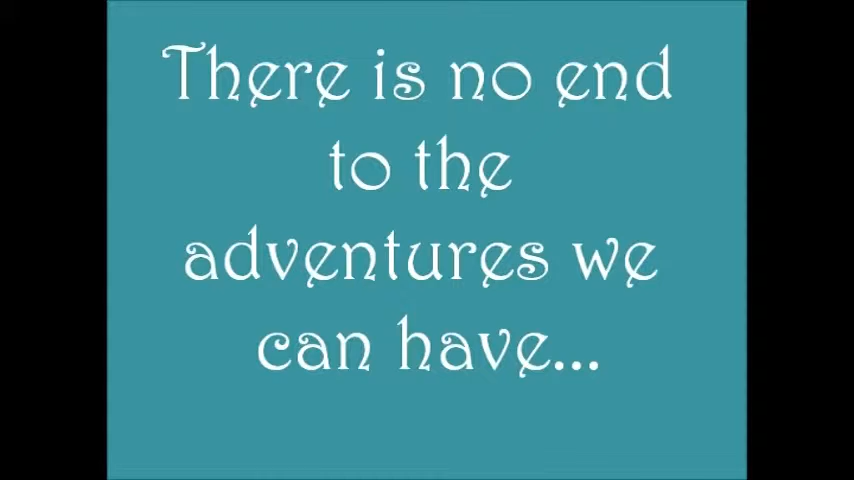 There is no end
to the
adventures we
can have...